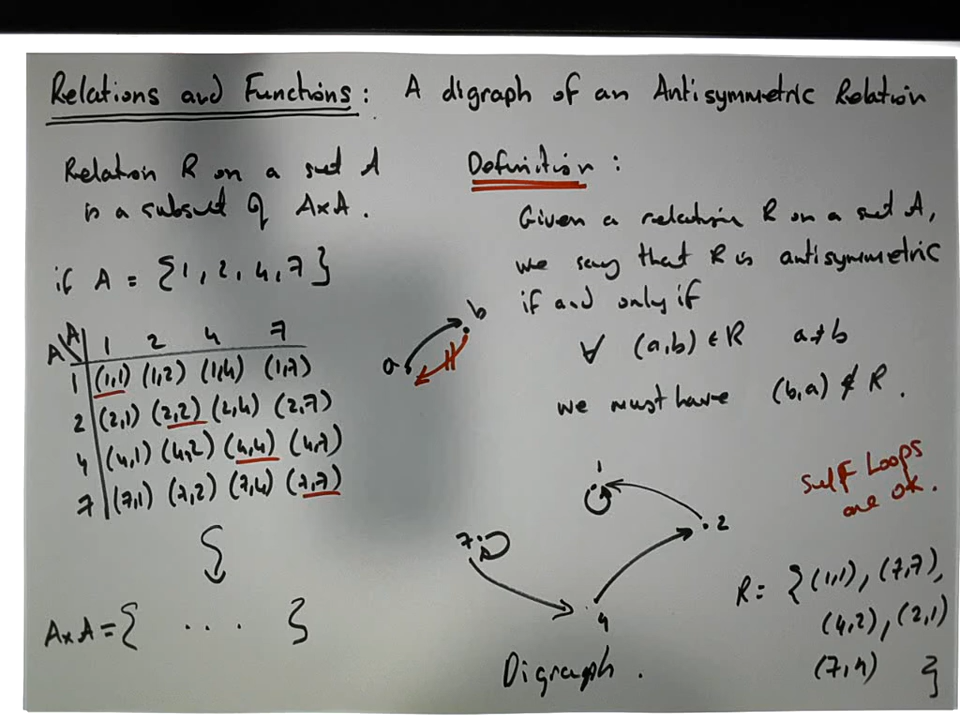 Relations and Functions : A digraph of an Antisymmetric Relation
Relation R on a set A
is a subset of A×A.
if A = {1, 2, 4, 7}
A\A 1 2 4 7
1 (1,1) (1,2) (1,4) (1,7)
2 (2,1) (2,2) (2,4) (2,7)
4 (4,1) (4,2) (4,4) (4,7)
7 (7,1) (7,2) (7,4) (7,7)
A×A = { ... }
Definition :
Given a relation R on a set A,
we say that R is antisymmetric
if and only if
∀ (a,b) ∈ R a≠b
we must have (b,a) ∉ R .
a
b
Self Loops
are ok.
1
2
7
4
Digraph .
R = {(1,1), (7,7),
(4,2), (2,1)
(7,4) }